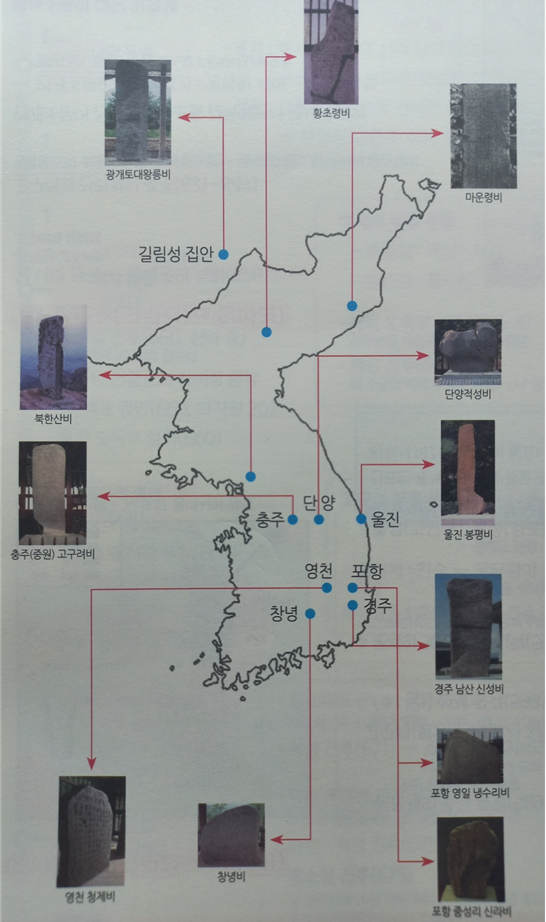 황초령비
광개토대왕릉비
마운령비
길림성 집안
북한산비
단양적성비
충주(중원) 고구려비
울진 봉평비
단양
충주
울진
영천
포항
경주
창녕
경주 남산 신성비
포항 영일 냉수리비
영천 청제비
창녕비
포항 중성리 신라비